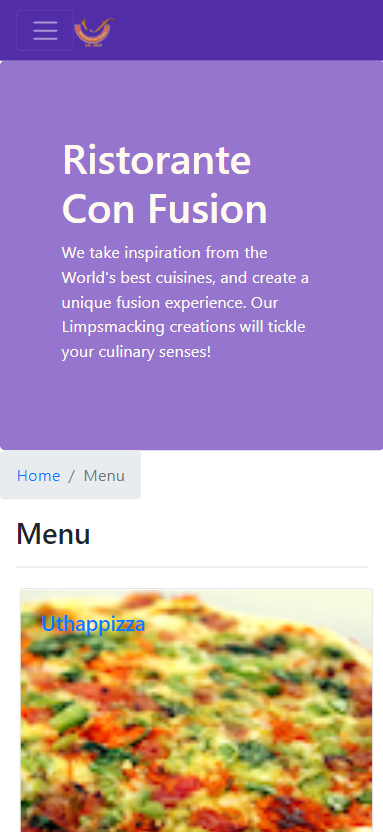 Ristorante
Con Fusion
We take inspiration from the
World's best cuisines, and create a
unique fusion experience. Our
Limpsmacking creations will tickle
your culinary senses!
Home / Menu
Menu
Uthappizza